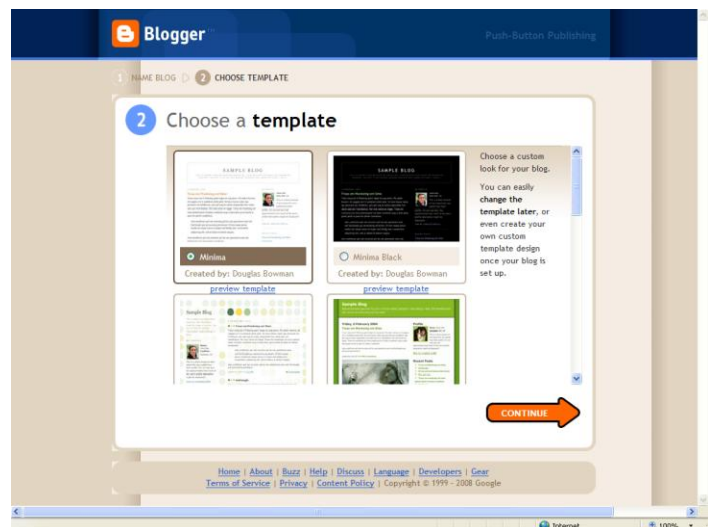 Blogger
Push-Button Publishing
1 NAME BLOG 2 CHOOSE TEMPLATE
2 Choose a template
SAMPLE BLOG
SAMPLE BLOG
Choose a custom
look for your blog.
You can easily
change the
template later, or
even create your
own custom
template design
once your blog is
set up.
Minima
Minima Black
Created by: Douglas Bowman
Created by: Douglas Bowman
preview template
preview template
Sample Blog
Sample Blog
CONTINUE
Home | About | Buzz | Help | Discuss | Language | Developers | Gear
Terms of Service | Privacy | Content Policy | Copyright © 1999 - 2008 Google
Internet
100%